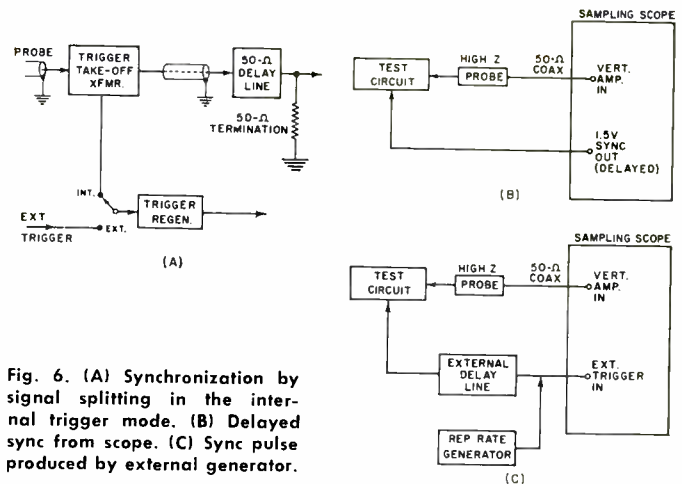 PROBE
TRIGGER
TAKE-OFF
XFMR.
50-Ω
DELAY
LINE
50-Ω
TERMINATION
INT.
EXT.
EXT
TRIGGER
TRIGGER
REGEN.
(A)
SAMPLING SCOPE
TEST
CIRCUIT
HIGH Z
PROBE
50-Ω
COAX
VERT.
AMP.
IN
1.5V
SYNC
OUT
(DELAYED)
(B)
SAMPLING SCOPE
TEST
CIRCUIT
HIGH Z
PROBE
50-Ω
COAX
VERT.
AMP.
IN
EXTERNAL
DELAY
LINE
EXT.
TRIGGER
IN
REP RATE
GENERATOR
(C)
Fig. 6. (A) Synchronization by
signal splitting in the inter-
nal trigger mode. (B) Delayed
sync from scope. (C) Sync pulse
produced by external generator.